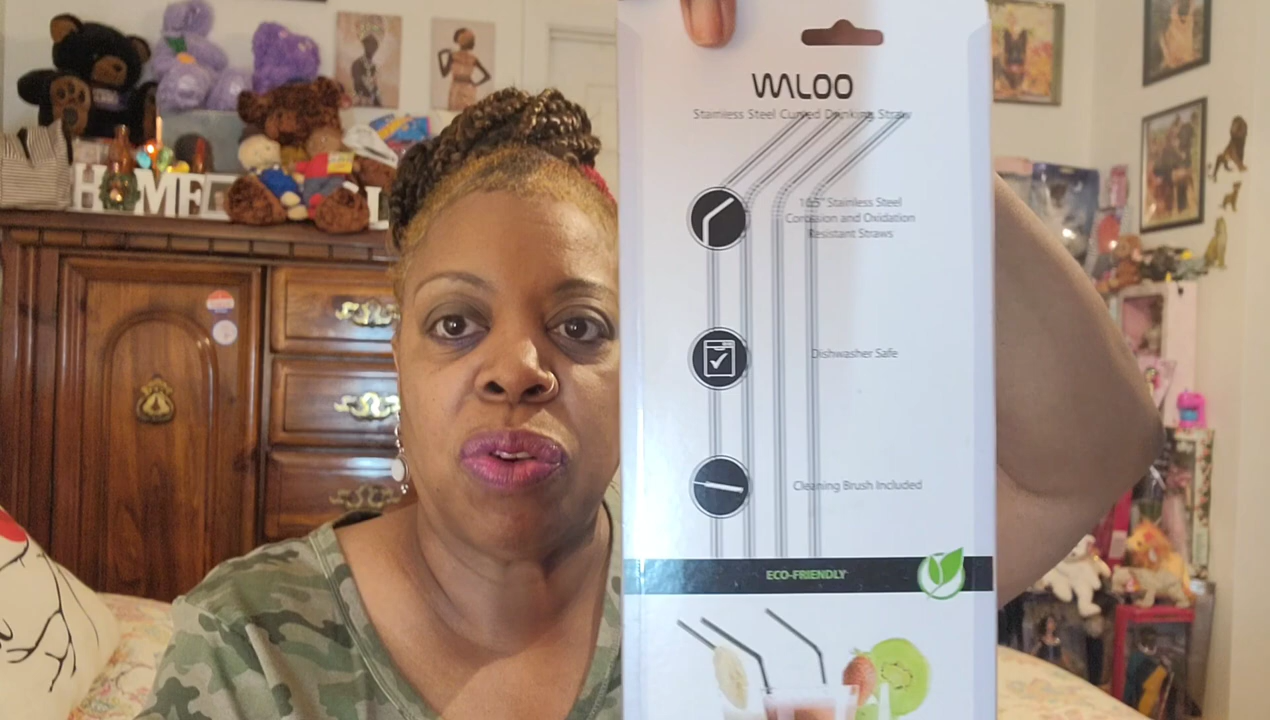 WALOO
Stainless Steel Curved Drinking Straw
10.5" Stainless Steel
Corrosion and Oxidation
Resistant Straws
Dishwasher Safe
Cleaning Brush Included
ECO-FRIENDLY
HOME